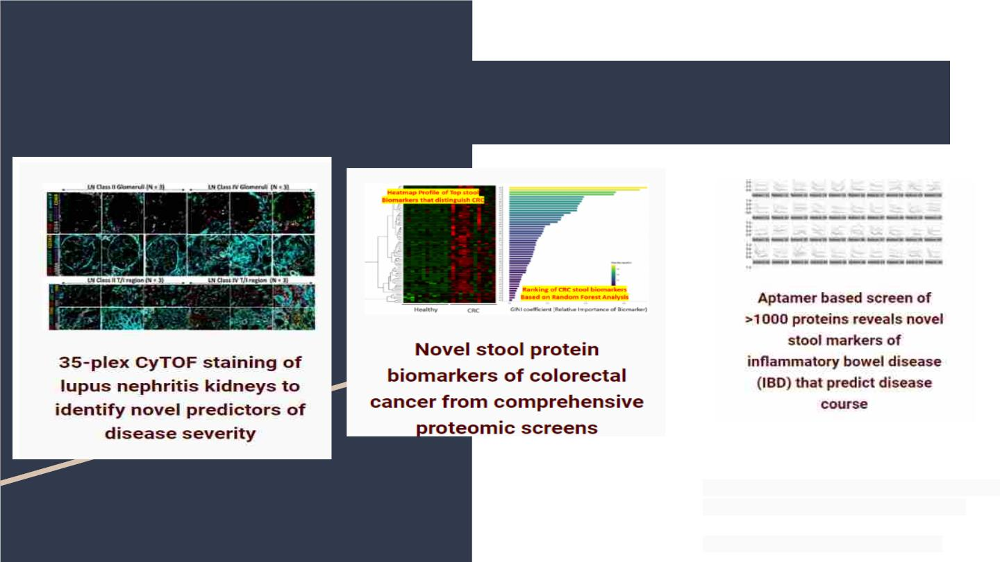 LN Class II Glomeruli (N = 3)
LN Class IV Glomeruli (N = 3)
LN Class II T/I region (N = 3)
LN Class IV T/I region (N = 3)
35-plex CyTOF staining of
lupus nephritis kidneys to
identify novel predictors of
disease severity
Heatmap Profile of Top stool
Biomarkers that distinguish CRC
Healthy
CRC
Ranking of CRC stool biomarkers
Based on Random Forest Analysis
GINI coefficient (Relative Importance of Biomarker)
Novel stool protein
biomarkers of colorectal
cancer from comprehensive
proteomic screens
Aptamer based screen of
>1000 proteins reveals novel
stool markers of
inflammatory bowel disease
(IBD) that predict disease
course